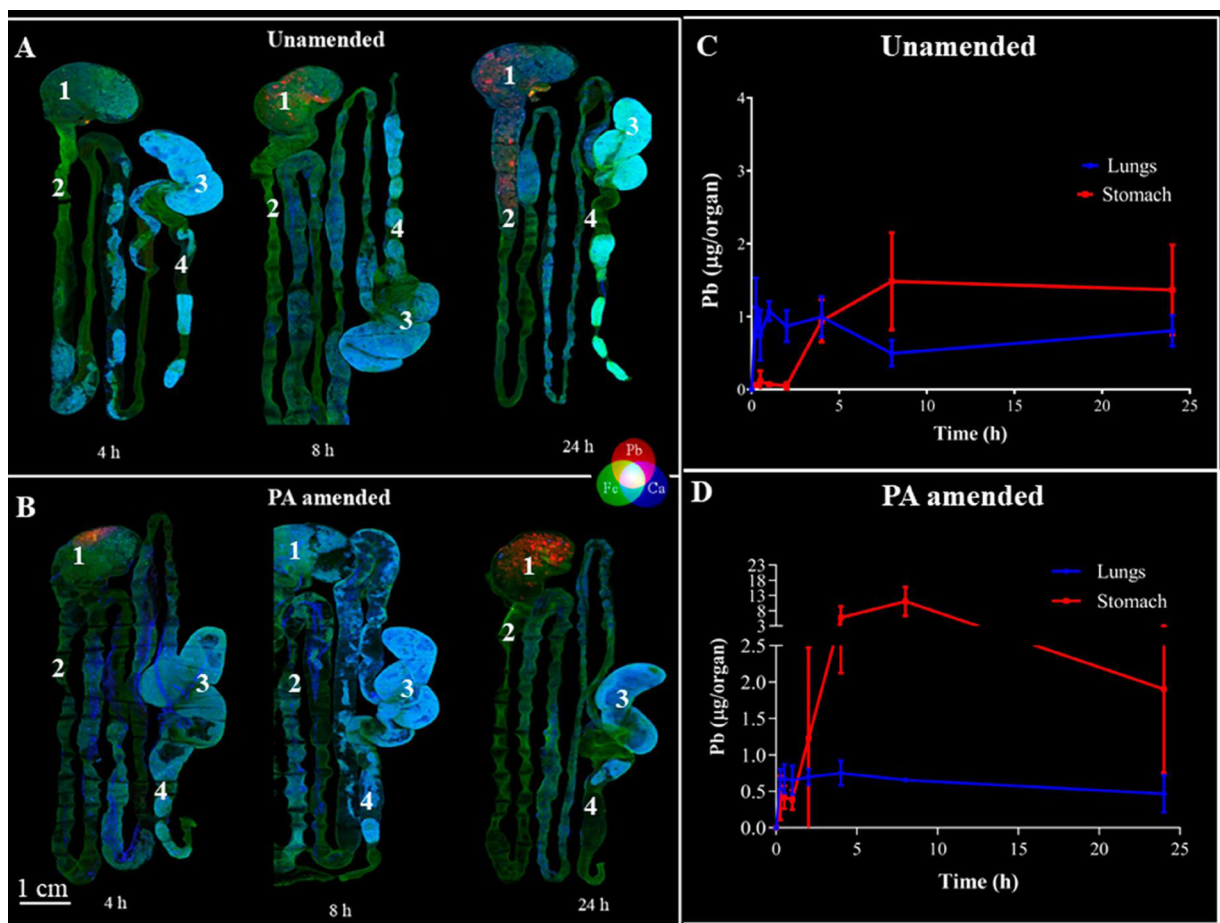 A
Unamended
1
2
3
4
4 h
1
2
3
4
8 h
1
2
3
4
24 h
Pb
Fe
Ca
B
PA amended
1
2
3
4
4 h
1
2
3
4
8 h
1
2
3
4
24 h
1 cm
C
Unamended
4
3
2
1
0
Pb (µg/organ)
Lungs
Stomach
0 5 10 15 20 25
Time (h)
D
PA amended
23
18
13
8
3
2.5
2.0
1.5
1.0
0.5
0.0
Pb (µg/organ)
Lungs
Stomach
0 5 10 15 20 25
Time (h)